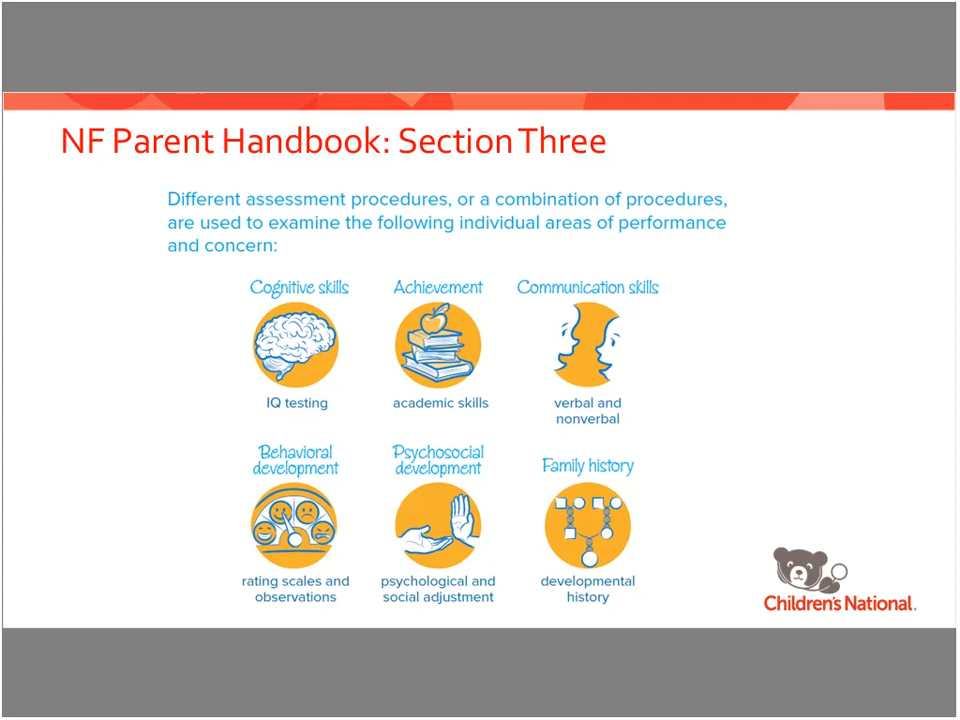 NF Parent Handbook: Section Three
Different assessment procedures, or a combination of procedures,
are used to examine the following individual areas of performance
and concern:
Cognitive skills
IQ testing
Achievement
academic skills
Communication skills
verbal and
nonverbal
Behavioral
development
rating scales and
observations
Psychosocial
development
psychological and
social adjustment
Family history
developmental
history
Children's National.